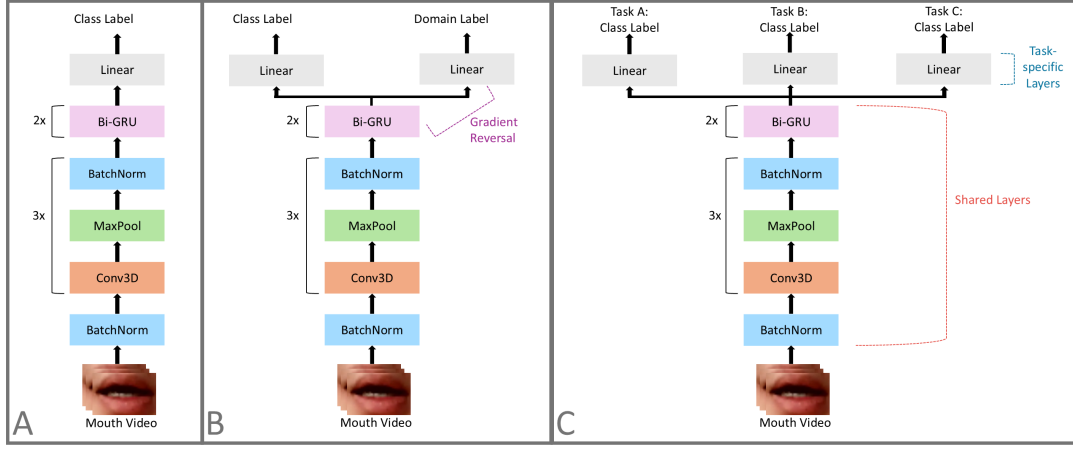 Class Label
Linear
2x
Bi-GRU
BatchNorm
3x
MaxPool
Conv3D
BatchNorm
A
Mouth Video
Class Label
Domain Label
Linear
Linear
2x
Bi-GRU
Gradient
Reversal
BatchNorm
3x
MaxPool
Conv3D
BatchNorm
B
Mouth Video
Task A:
Class Label
Task B:
Class Label
Task C:
Class Label
Linear
Linear
Linear
Task-
specific
Layers
2x
Bi-GRU
BatchNorm
Shared Layers
3x
MaxPool
Conv3D
BatchNorm
C
Mouth Video